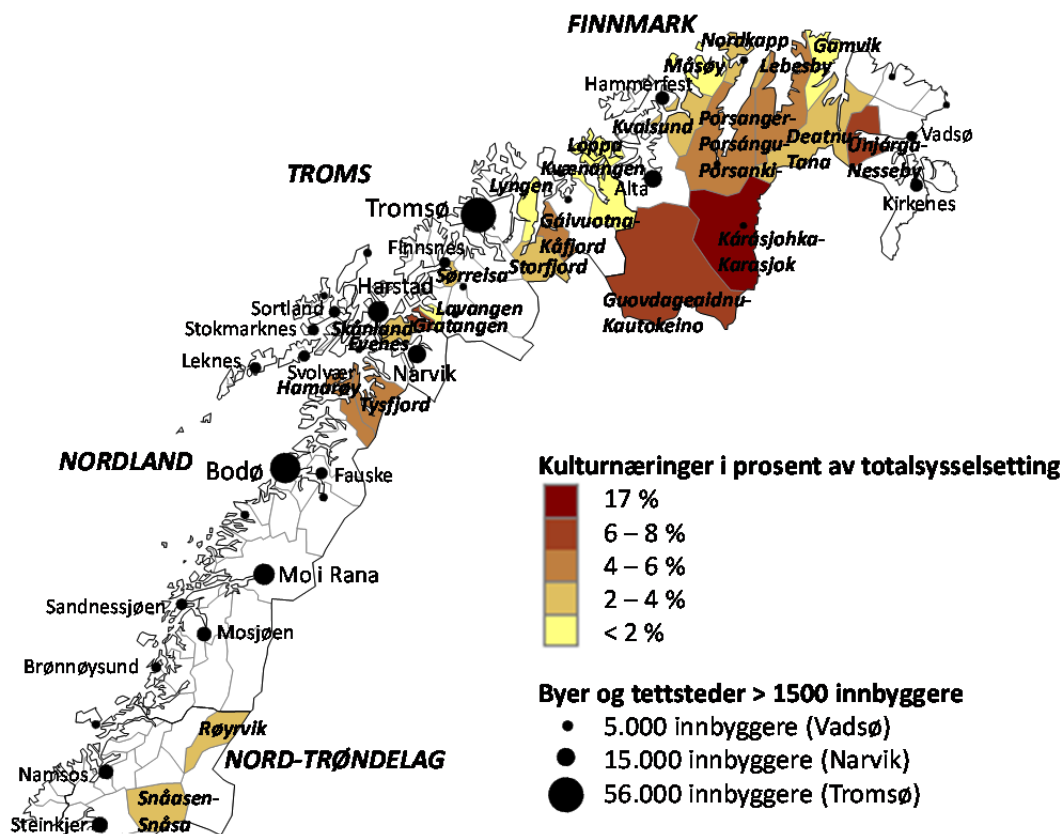 FINNMARK
Nordkapp
Gamvik
Måsøy
Lebesby
Hammerfest
Kvalsund
Porsanger-
Porsángu-
Porsanki-
Deatnu-
Tana
Vadsø
Unjárga-
Nesseby
Kirkenes
Loppa
Kvænangen
Alta
TROMS
Lyngen
Tromsø
Gáivuotna-
Kåfjord
Storfjord
Kárásjohka-
Karasjok
Guovdageaidnu-
Kautokeino
Finnsnes
Sørreisa
Harstad
Lavangen
Gratangen
Sortland
Skånland
Stokmarknes
Evenes
Leknes
Svolvær
Narvik
Hamarøy
Tysfjord
NORDLAND
Bodø
Fauske
Mo i Rana
Sandnessjøen
Mosjøen
Brønnøysund
Røyrvik
NORD-TRØNDELAG
Namsos
Snåasen-
Snåsa
Steinkjer
Kulturnæringer i prosent av totalsysselsetting
17 %
6 – 8 %
4 – 6 %
2 – 4 %
< 2 %
Byer og tettsteder > 1500 innbyggere
5.000 innbyggere (Vadsø)
15.000 innbyggere (Narvik)
56.000 innbyggere (Tromsø)